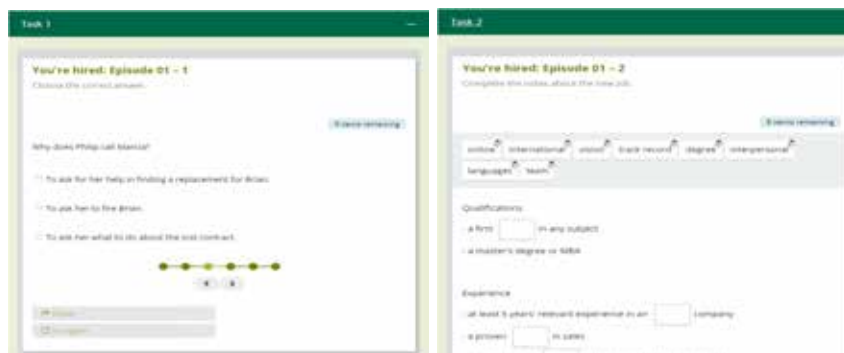 Task 1
You're hired: Episode 01 – 1
Choose the correct answer.
items remaining
Why does Philip call Marcia?
To ask for her help in finding a replacement for Brian.
To ask her to fire Brian.
To ask her what to do about the lost contract.
Task 2
You're hired: Episode 01 – 2
Complete the notes about the new job.
items remaining
online international vision track record degree interpersonal
languages team
Qualifications
- a first in any subject
- a master's degree or MBA
Experience
- at least 5 years' relevant experience in an company
- a proven in sales